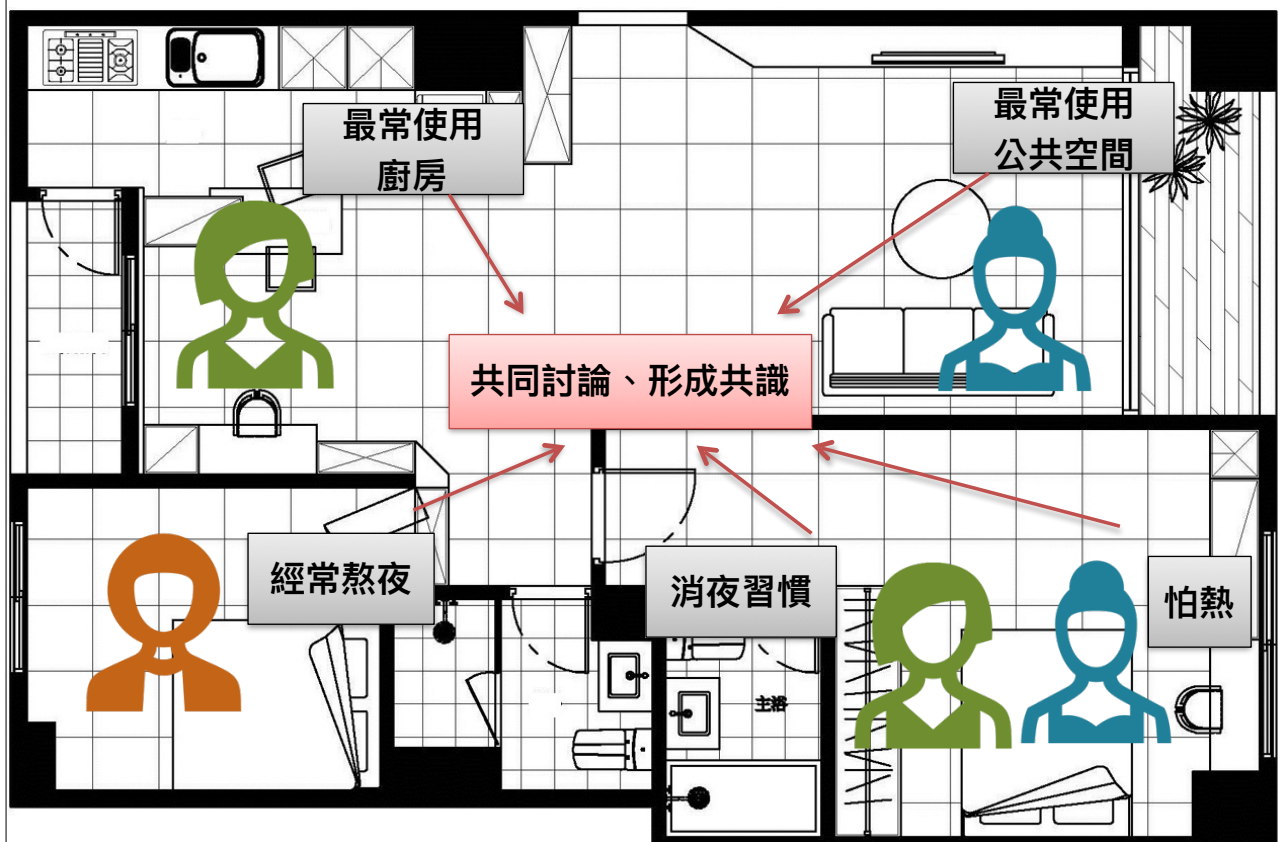 最常使用
廚房
最常使用
公共空間
共同討論、形成共識
經常熬夜
消夜習慣
怕熱
主浴